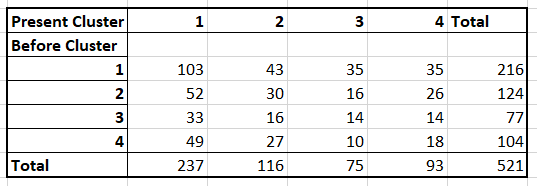 Present Cluster 1 2 3 4 Total
Before Cluster
1 103 43 35 35 216
2 52 30 16 26 124
3 33 16 14 14 77
4 49 27 10 18 104
Total 237 116 75 93 521